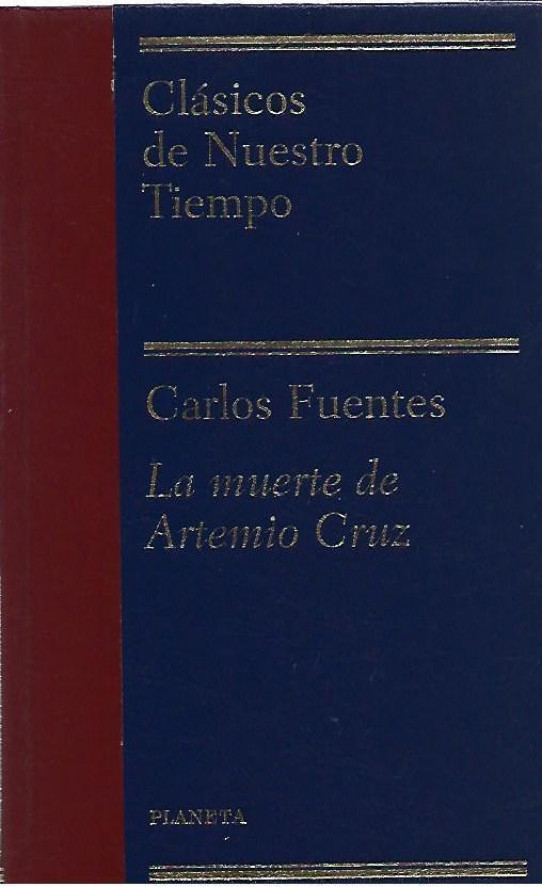 Clásicos
de Nuestro
Tiempo
Carlos Fuentes
La muerte de
Artemio Cruz
PLANETA